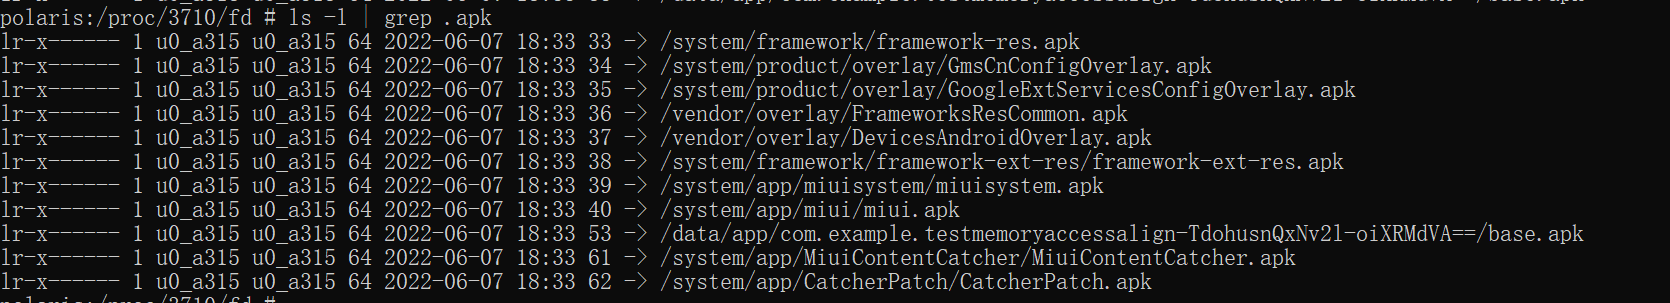 polaris:/proc/3710/fd # ls -l | grep .apk
lr-x------ 1 u0_a315 u0_a315 64 2022-06-07 18:33 33 -> /system/framework/framework-res.apk
lr-x------ 1 u0_a315 u0_a315 64 2022-06-07 18:33 34 -> /system/product/overlay/GmsCnConfigOverlay.apk
lr-x------ 1 u0_a315 u0_a315 64 2022-06-07 18:33 35 -> /system/product/overlay/GoogleExtServicesConfigOverlay.apk
lr-x------ 1 u0_a315 u0_a315 64 2022-06-07 18:33 36 -> /vendor/overlay/FrameworksResCommon.apk
lr-x------ 1 u0_a315 u0_a315 64 2022-06-07 18:33 37 -> /vendor/overlay/DevicesAndroidOverlay.apk
lr-x------ 1 u0_a315 u0_a315 64 2022-06-07 18:33 38 -> /system/framework/framework-ext-res/framework-ext-res.apk
lr-x------ 1 u0_a315 u0_a315 64 2022-06-07 18:33 39 -> /system/app/miuisystem/miuisystem.apk
lr-x------ 1 u0_a315 u0_a315 64 2022-06-07 18:33 40 -> /system/app/miui/miui.apk
lr-x------ 1 u0_a315 u0_a315 64 2022-06-07 18:33 53 -> /data/app/com.example.testmemoryaccessalign-TdohusnQxNv2l-oiXRMdVA==/base.apk
lr-x------ 1 u0_a315 u0_a315 64 2022-06-07 18:33 61 -> /system/app/MiuiContentCatcher/MiuiContentCatcher.apk
lr-x------ 1 u0_a315 u0_a315 64 2022-06-07 18:33 62 -> /system/app/CatcherPatch/CatcherPatch.apk
polaris:/proc/3710/fd #